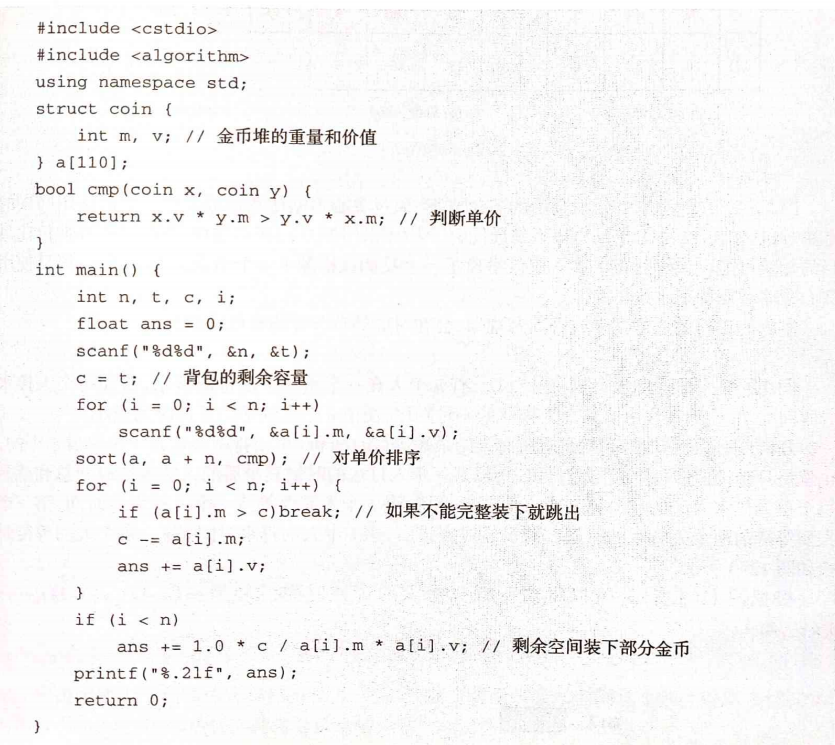 #include <cstdio>
#include <algorithm>
using namespace std;
struct coin {
    int m, v; // 金币堆的重量和价值
} a[110];
bool cmp(coin x, coin y) {
    return x.v * y.m > y.v * x.m; // 判断单价
}
int main() {
    int n, t, c, i;
    float ans = 0;
    scanf("%d%d", &n, &t);
    c = t; // 背包的剩余容量
    for (i = 0; i < n; i++)
        scanf("%d%d", &a[i].m, &a[i].v);
    sort(a, a + n, cmp); // 对单价排序
    for (i = 0; i < n; i++) {
        if (a[i].m > c)break; // 如果不能完整装下就跳出
        c -= a[i].m;
        ans += a[i].v;
    }
    if (i < n)
        ans += 1.0 * c / a[i].m * a[i].v; // 剩余空间装下部分金币
    printf("%.2lf", ans);
    return 0;
}